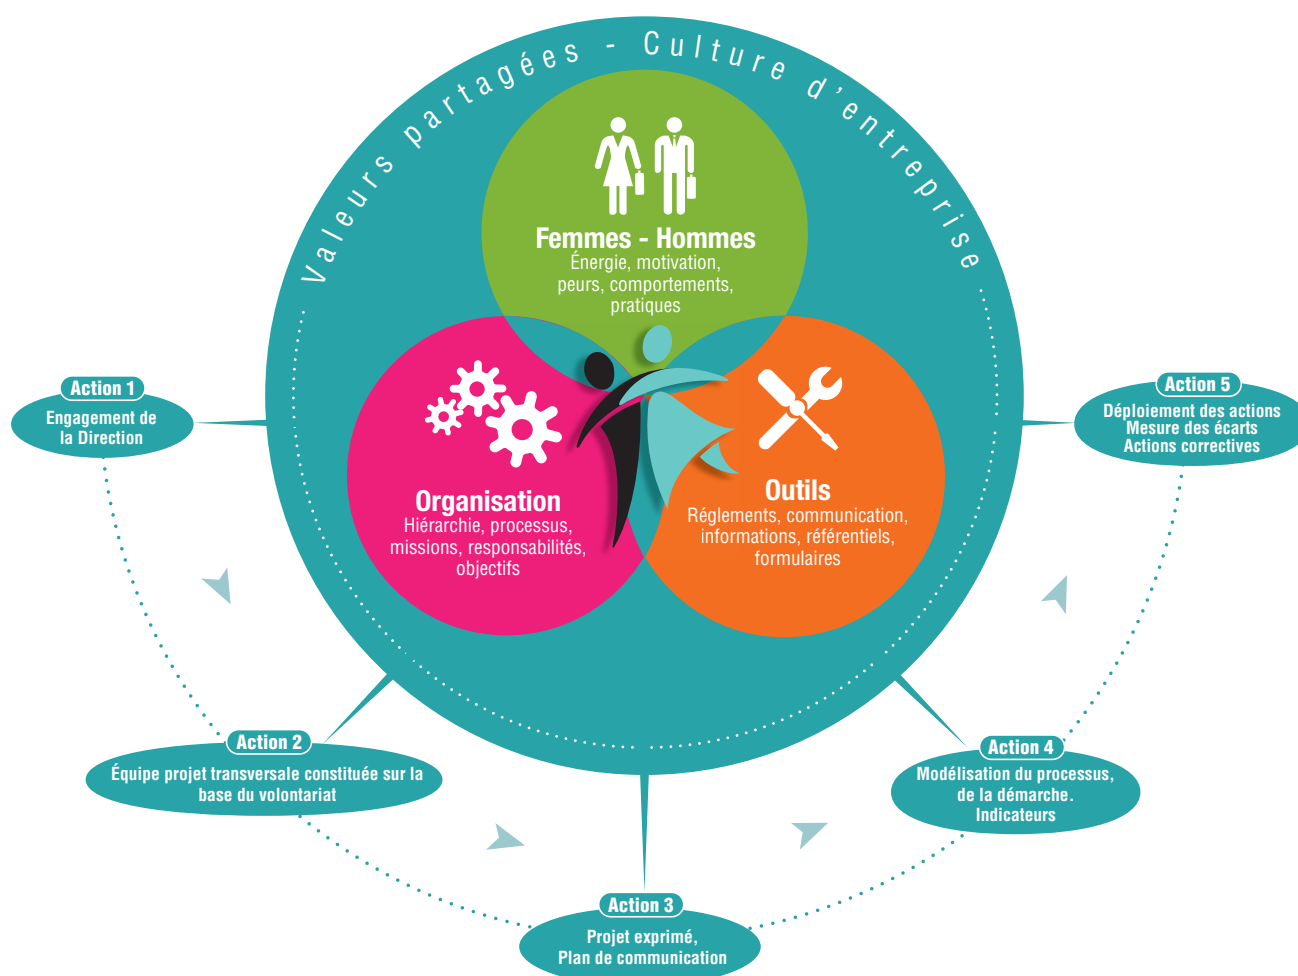 Valeurs partagées - Culture d'entreprise
Femmes - Hommes
Énergie, motivation,
peurs, comportements,
pratiques
Organisation
Hiérarchie, processus,
missions, responsabilités,
objectifs
Outils
Réglements, communication,
informations, référentiels,
formulaires
Action 1
Engagement de
la Direction
Action 2
Équipe projet transversale constituée sur la
base du volontariat
Action 3
Projet exprimé,
Plan de communication
Action 4
Modélisation du processus,
de la démarche.
Indicateurs
Action 5
Déploiement des actions
Mesure des écarts
Actions correctives